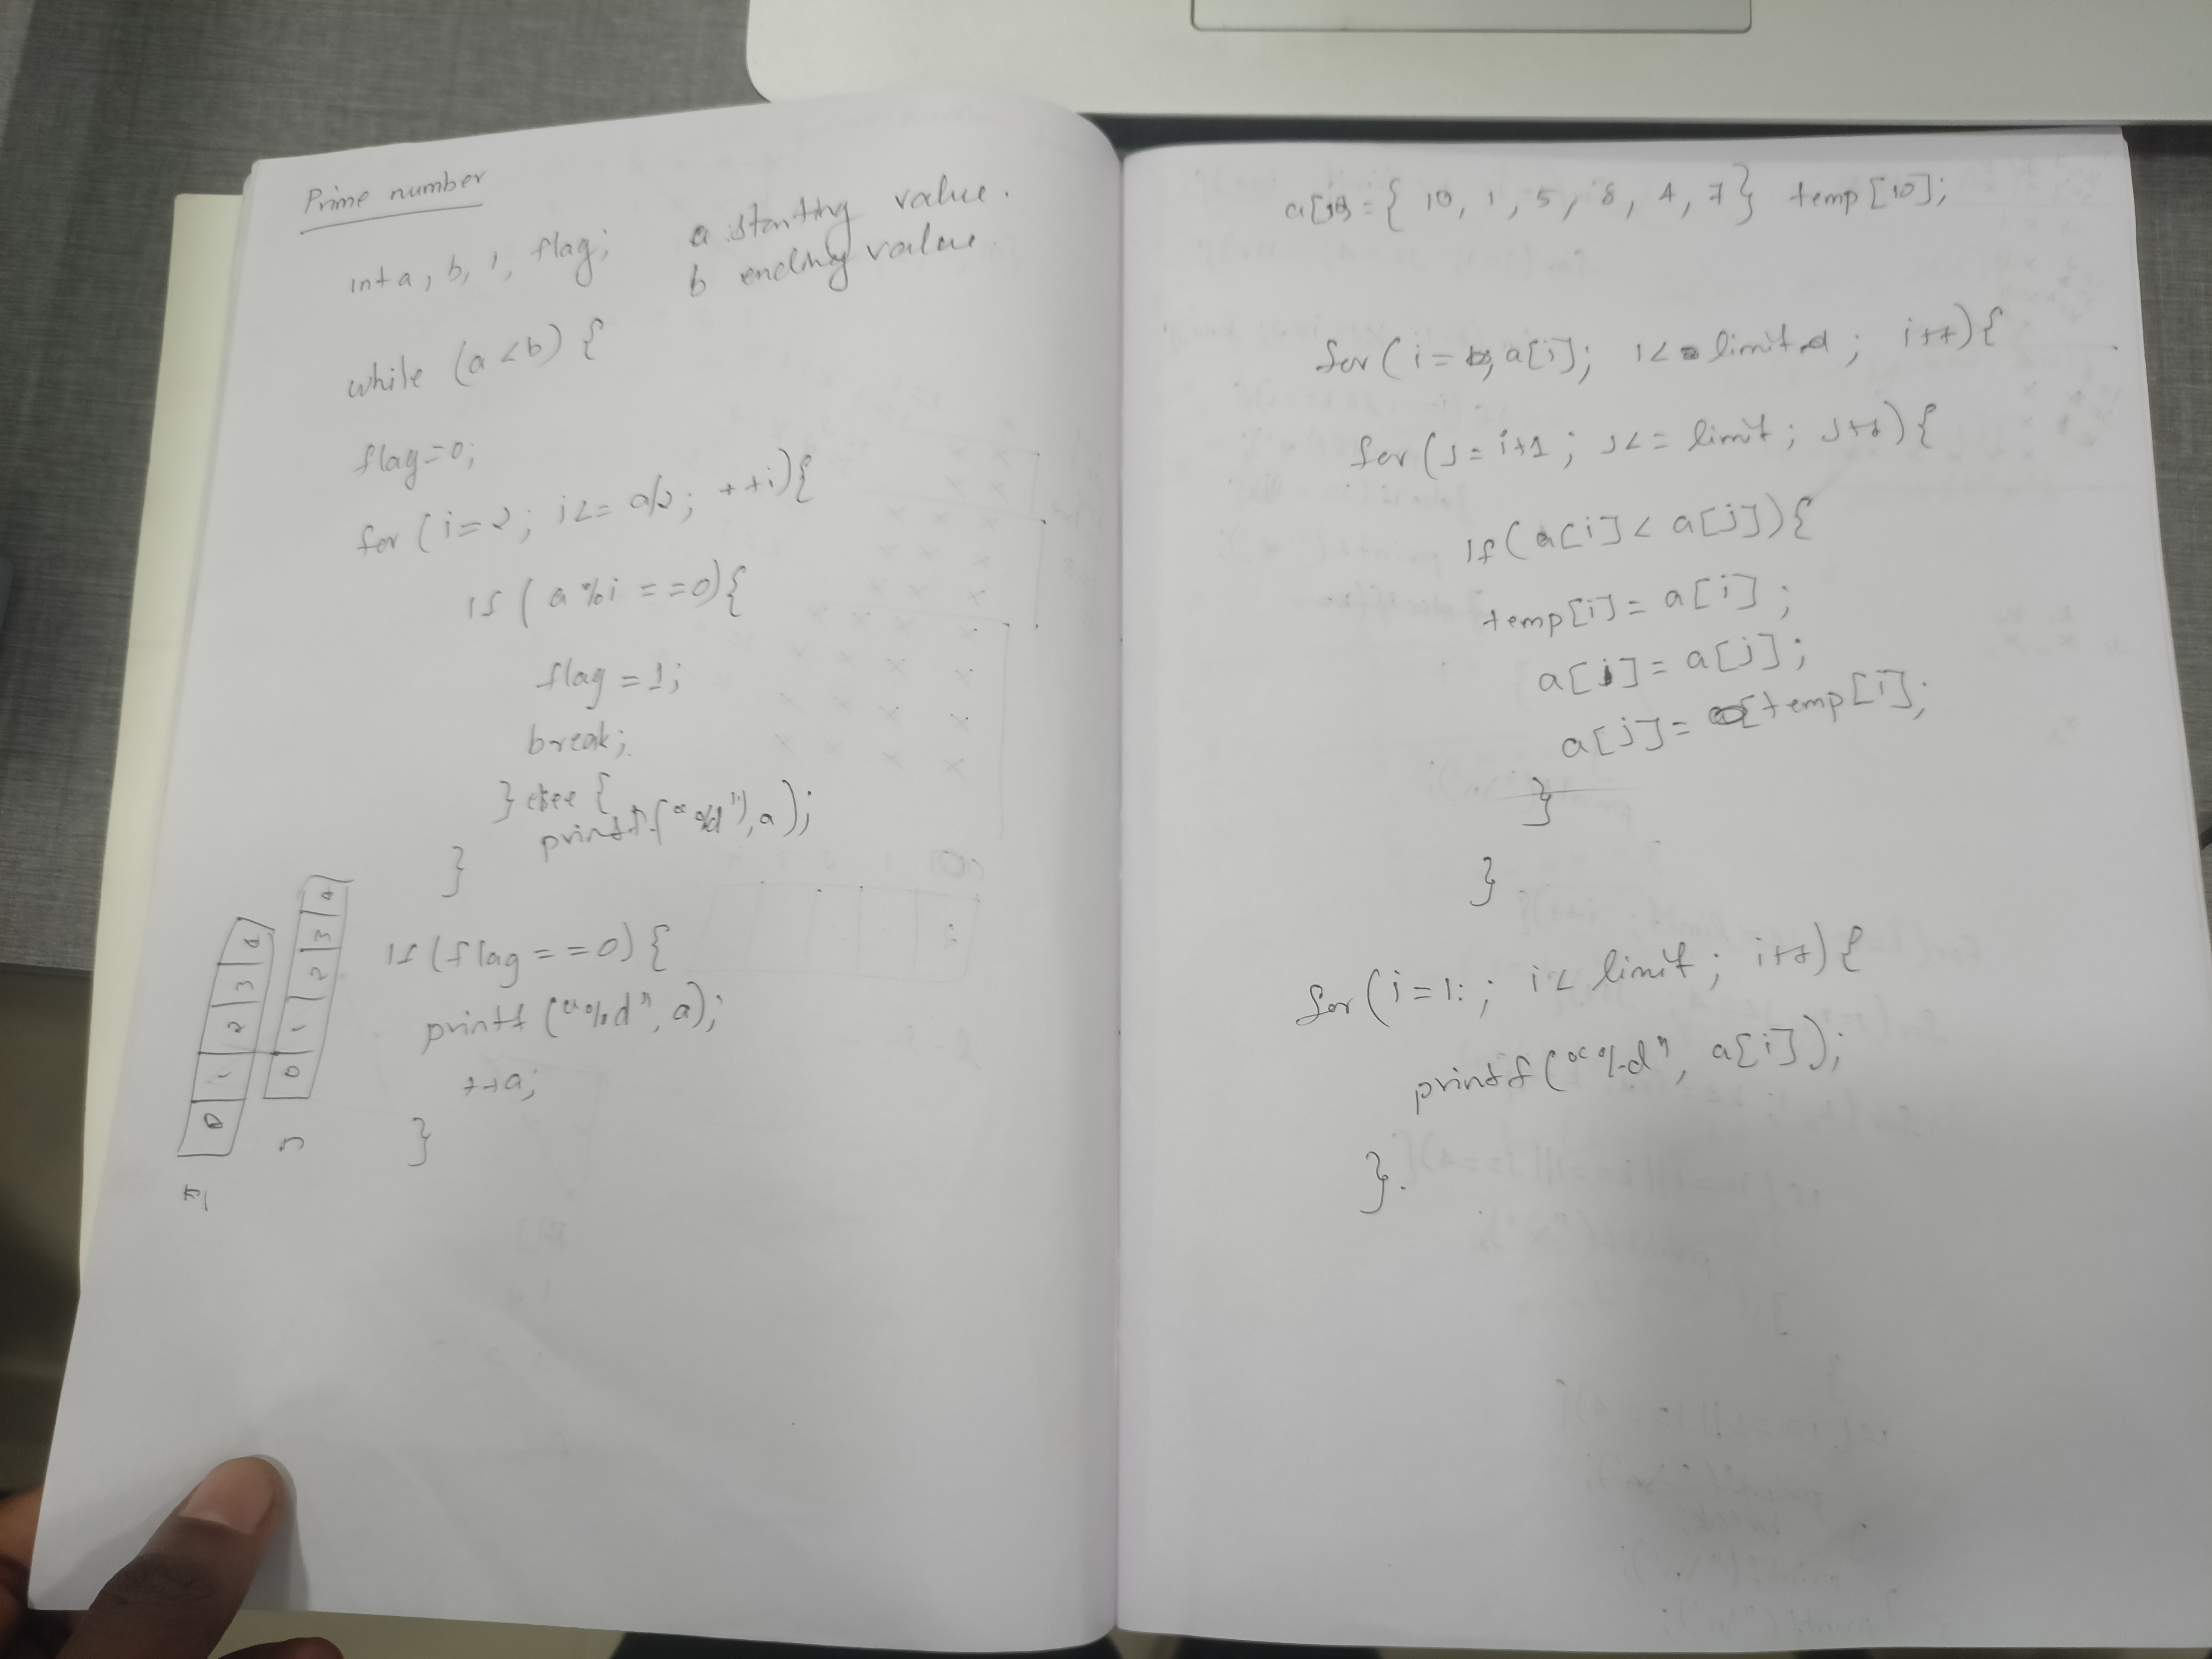 Prime number
int a, b, i, flag; a starting value.
b ending value.
while (a<b) {
flag=0;
for (i=2; i<= a/2; ++i){
if (a%i ==0){
flag = 1;
break;
} else {
printf("%d"), a);
}
if (flag==0) {
printf ("%d", a);
++a;
}
0 1 2 3 4
0 1 2 3 4
a[10]={ 10, 1, 5, 8, 4, 7} temp [10];
for (i= a[i]; i< limit; i++){
for (j= i+1; j<= limit; j++){
if (a[i] < a[j]){
temp[i] = a[i];
a[i] = a[j];
a[j] = temp[i];
}
}
for (i=1:; i< limit; i++){
printf ("%d", a[i]);
}.